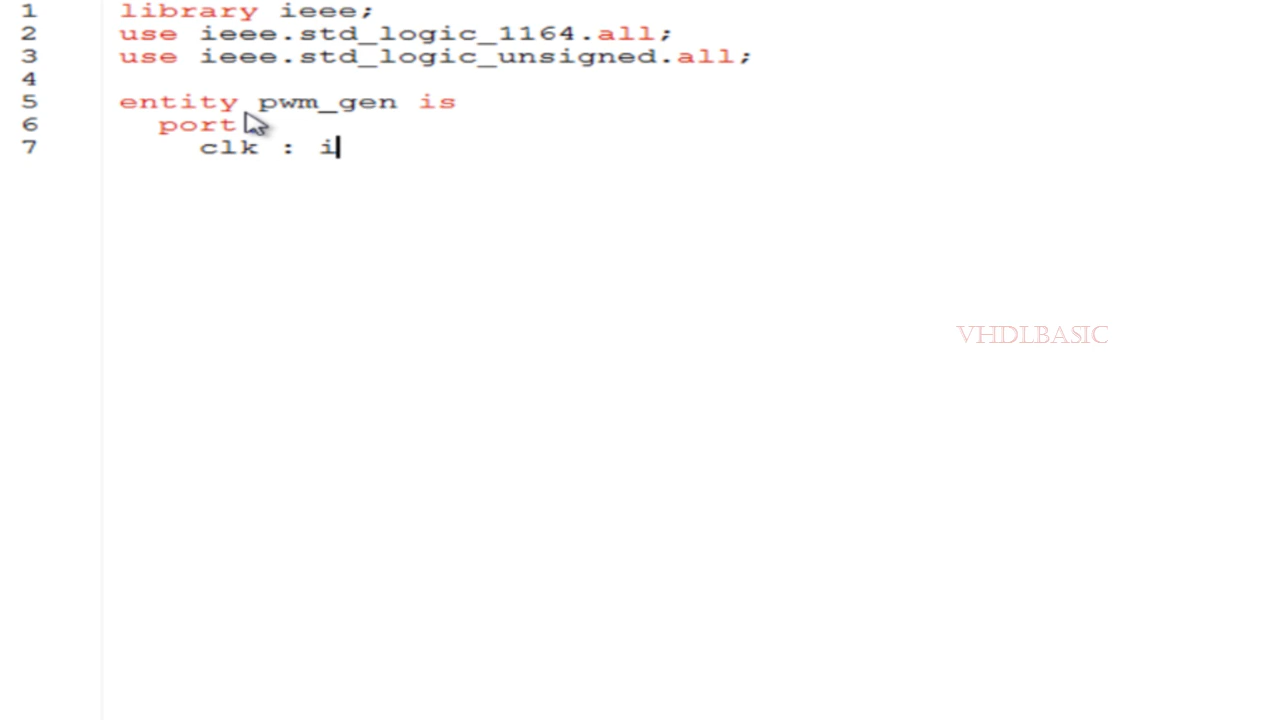 1 library ieee;
2 use ieee.std_logic_1164.all;
3 use ieee.std_logic_unsigned.all;
4
5 entity pwm_gen is
6 port
7 clk : i
VHDLBASIC